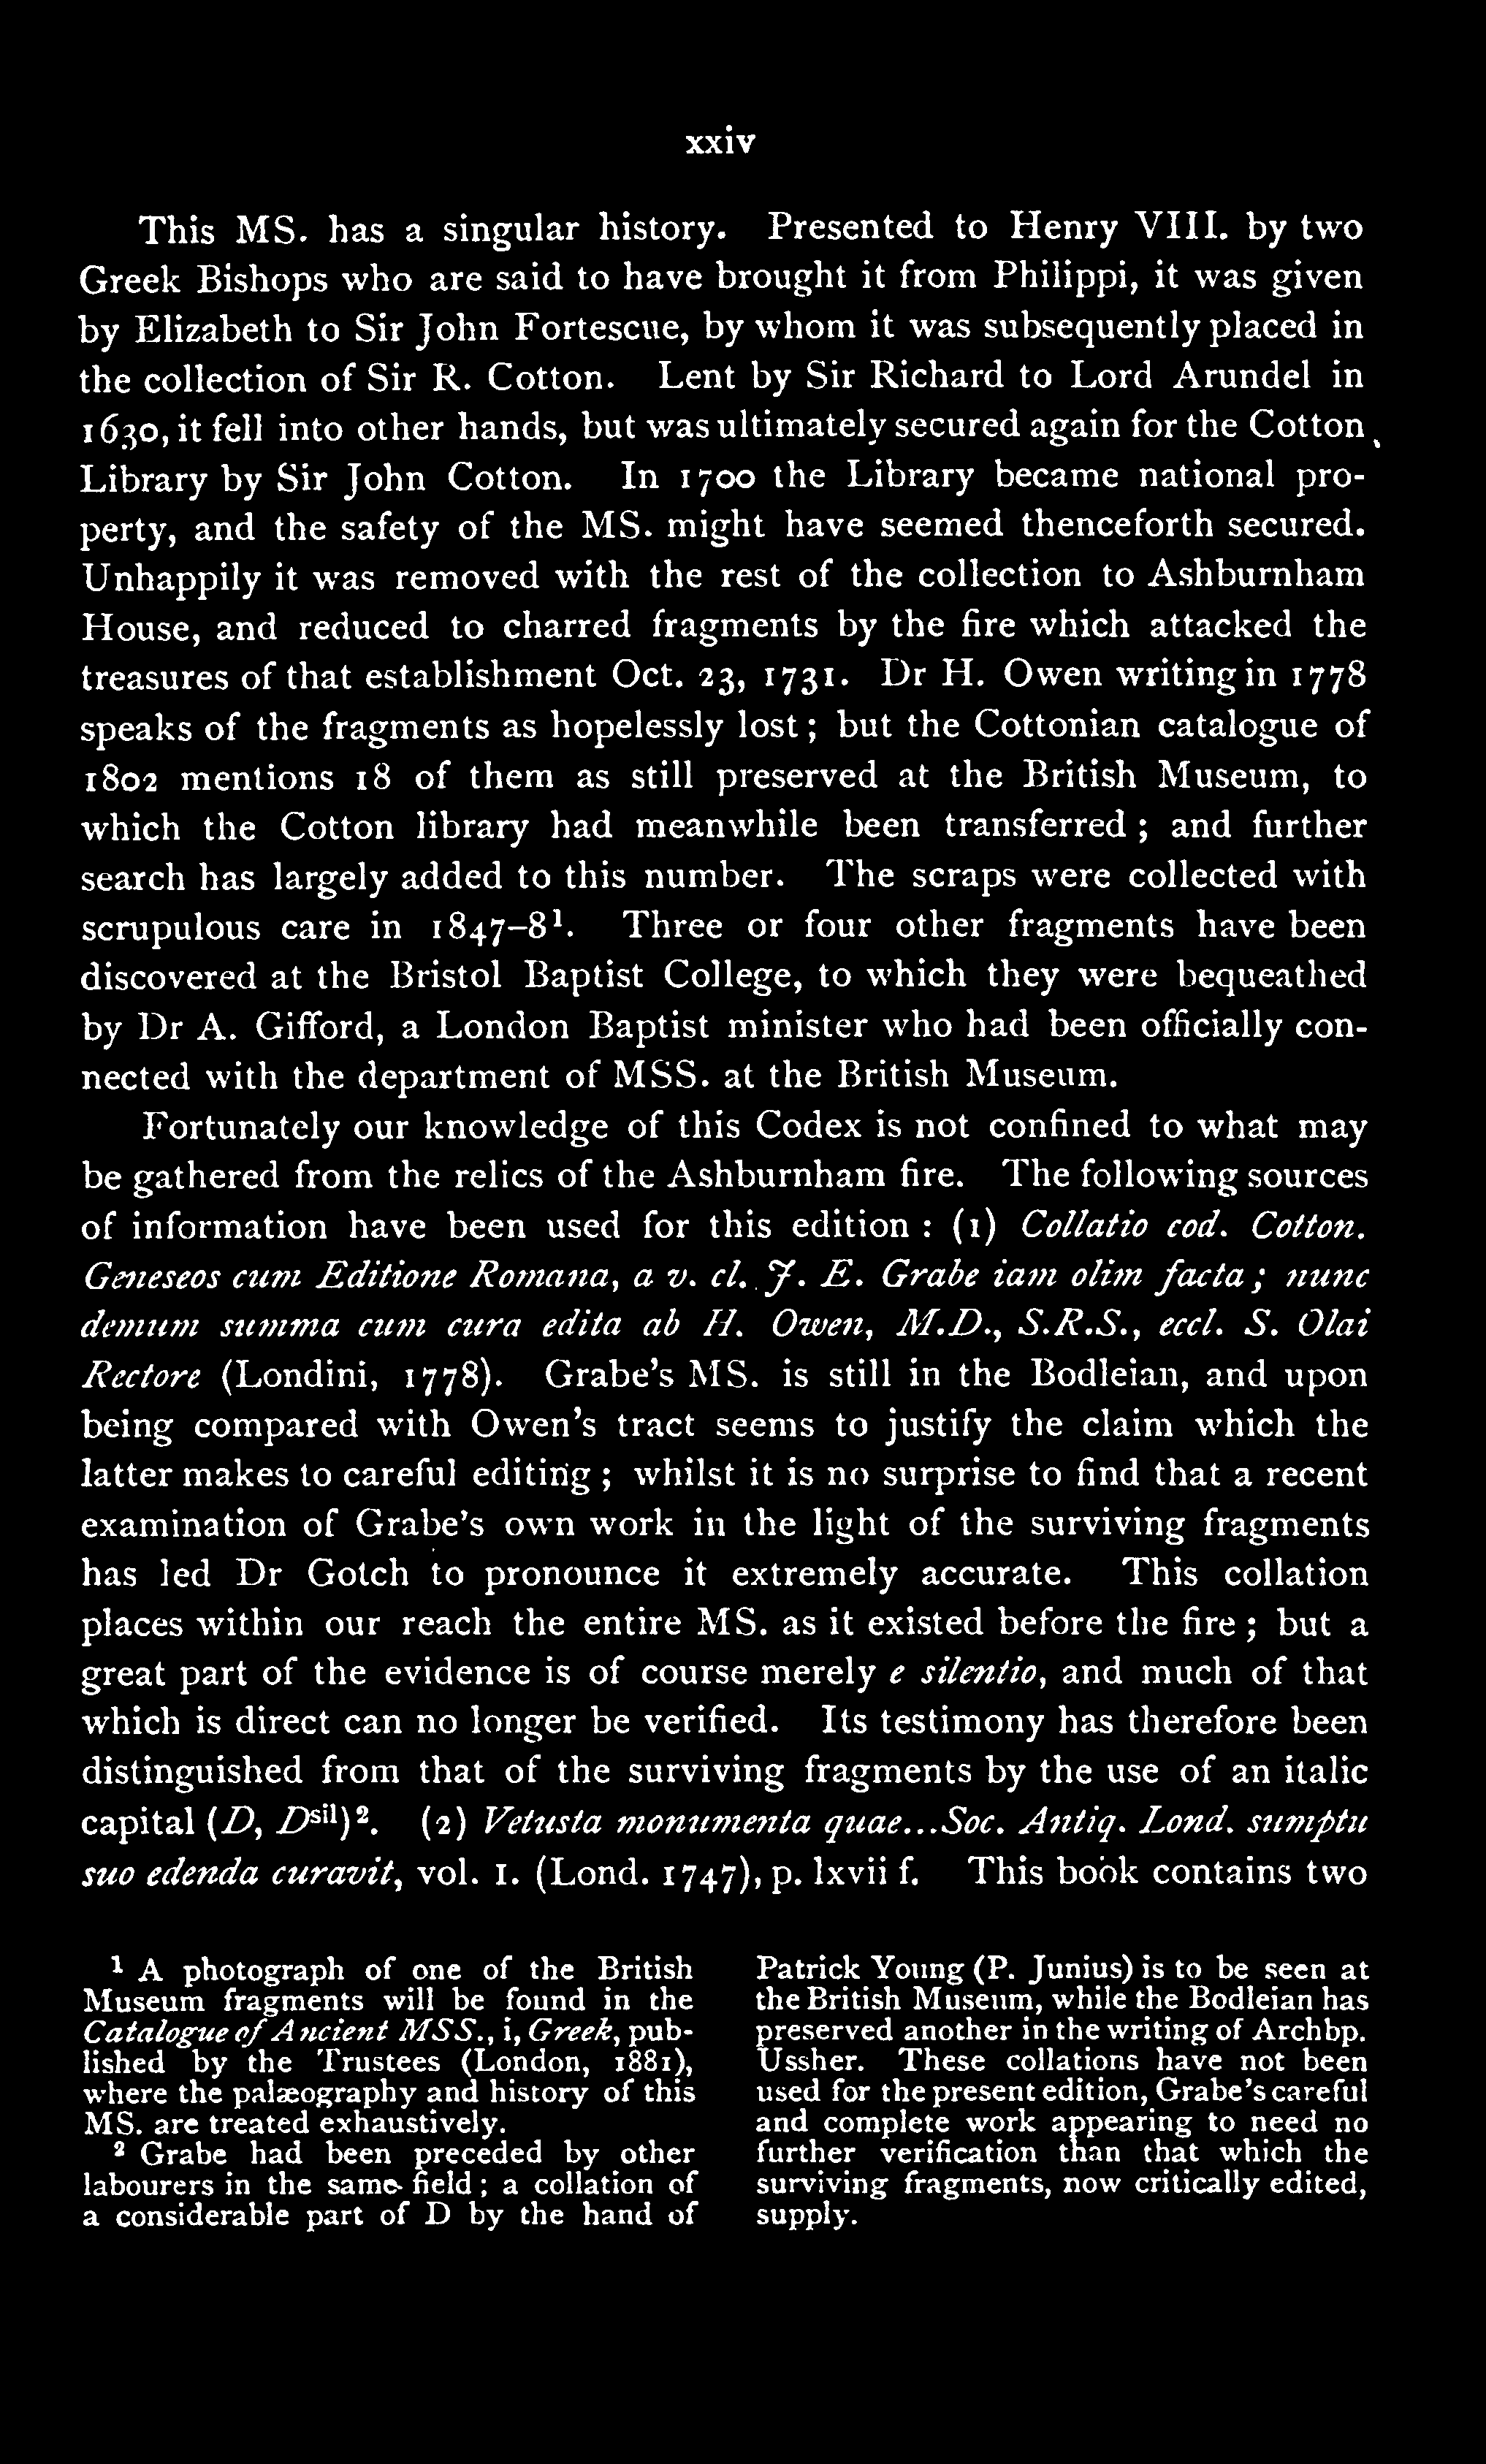 xxiv
This MS. has a singular history. Presented to Henry VIII. by two
Greek Bishops who are said to have brought it from Philippi, it was given
by Elizabeth to Sir John Fortescue, by whom it was subsequently placed in
the collection of Sir R. Cotton. Lent by Sir Richard to Lord Arundel in
1630, it fell into other hands, but was ultimately secured again for the Cotton
Library by Sir John Cotton. In 1700 the Library became national pro-
perty, and the safety of the MS. might have seemed thenceforth secured.
Unhappily it was removed with the rest of the collection to Ashburnham
House, and reduced to charred fragments by the fire which attacked the
treasures of that establishment Oct. 23, 1731. Dr H. Owen writing in 1778
speaks of the fragments as hopelessly lost; but the Cottonian catalogue of
1802 mentions 18 of them as still preserved at the British Museum, to
which the Cotton library had meanwhile been transferred; and further
search has largely added to this number. The scraps were collected with
scrupulous care in 1847–8¹. Three or four other fragments have been
discovered at the Bristol Baptist College, to which they were bequeathed
by Dr A. Gifford, a London Baptist minister who had been officially con-
nected with the department of MSS. at the British Museum.
Fortunately our knowledge of this Codex is not confined to what may
be gathered from the relics of the Ashburnham fire. The following sources
of information have been used for this edition : (1) Collatio cod. Cotton.
Geneseos cum Editione Romana, a v. cl. J. E. Grabe iam olim facta; nunc
demum summa cum cura edita ab H. Owen, M.D., S.R.S., eccl. S. Olai
Rectore (Londini, 1778). Grabe's MS. is still in the Bodleian, and upon
being compared with Owen's tract seems to justify the claim which the
latter makes to careful editing; whilst it is no surprise to find that a recent
examination of Grabe's own work in the light of the surviving fragments
has led Dr Gotch to pronounce it extremely accurate. This collation
places within our reach the entire MS. as it existed before the fire; but a
great part of the evidence is of course merely e silentio, and much of that
which is direct can no longer be verified. Its testimony has therefore been
distinguished from that of the surviving fragments by the use of an italic
capital (D, Dsil)². (2) Vetusta monumenta quae...Soc. Antiq. Lond. sumptu
suo edenda curavit, vol. I. (Lond. 1747), p. lxvii f. This book contains two
¹ A photograph of one of the British
Museum fragments will be found in the
Catalogue of Ancient MSS., i, Greek, pub-
lished by the Trustees (London, 1881),
where the palæography and history of this
MS. are treated exhaustively.
² Grabe had been preceded by other
labourers in the same field; a collation of
a considerable part of D by the hand of
Patrick Young (P. Junius) is to be seen at
the British Museum, while the Bodleian has
preserved another in the writing of Archbp.
Ussher. These collations have not been
used for the present edition, Grabe's careful
and complete work appearing to need no
further verification than that which the
surviving fragments, now critically edited,
supply.